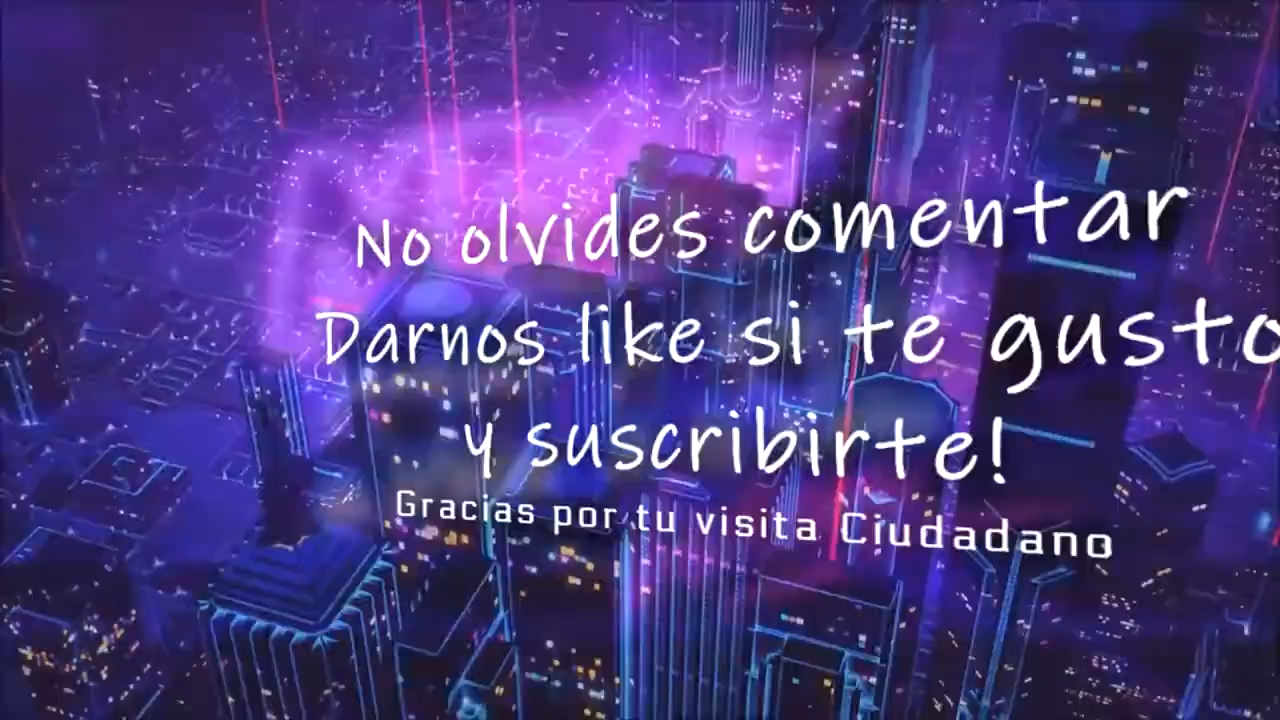 No olvides comentar
Darnos like si te gusto
y suscribirte!
Gracias por tu visita Ciudadano